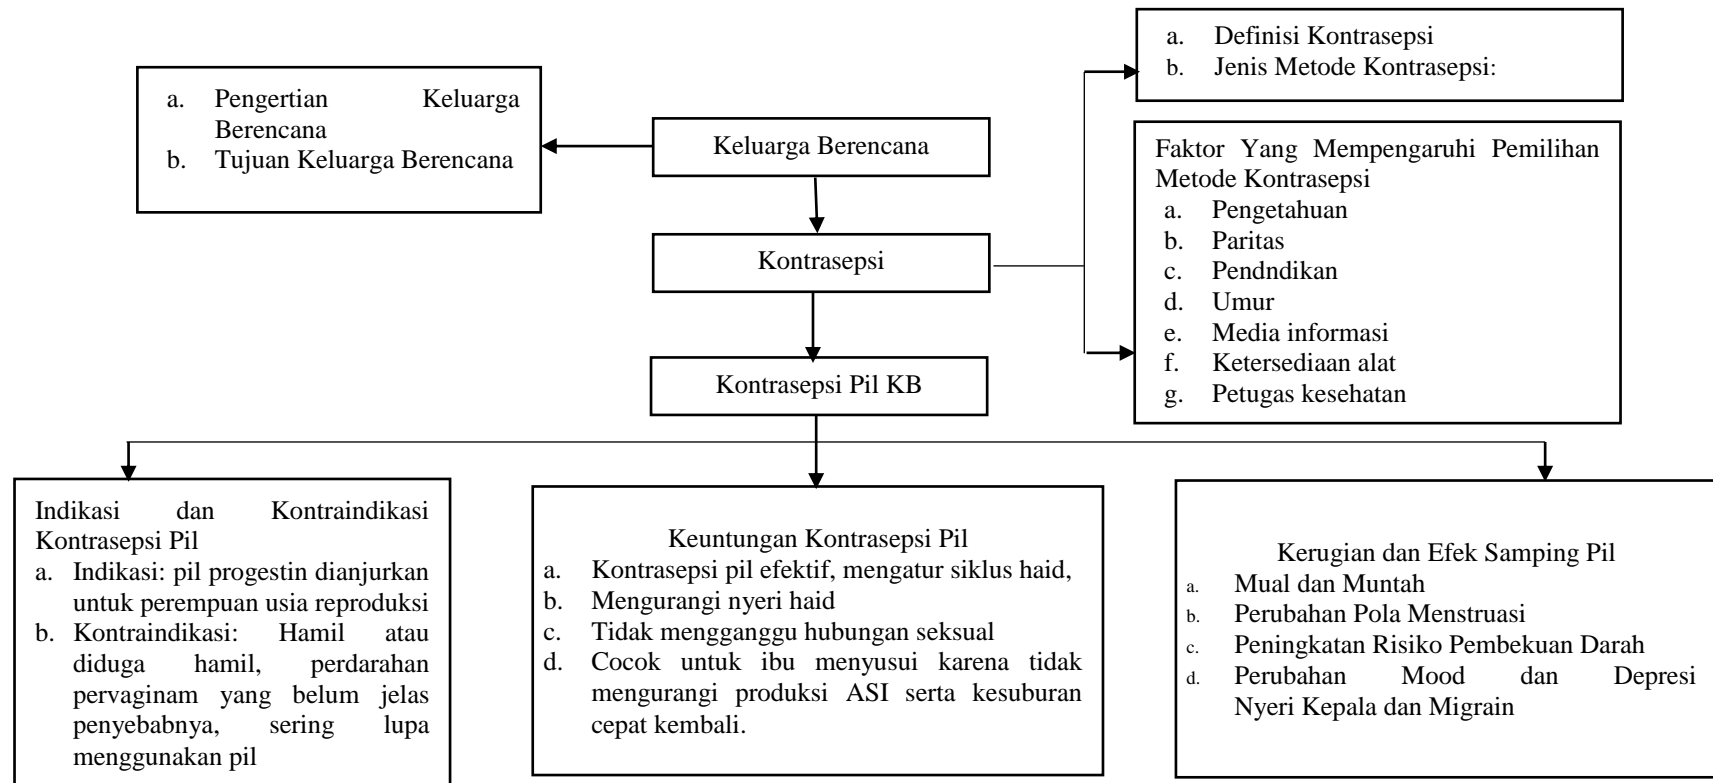 a. Definisi Kontrasepsi
b. Jenis Metode Kontrasepsi:
a. Pengertian Keluarga
Berencana
b. Tujuan Keluarga Berencana
Keluarga Berencana
Faktor Yang Mempengaruhi Pemilihan
Metode Kontrasepsi
a. Pengetahuan
b. Paritas
c. Pendndikan
d. Umur
e. Media informasi
f. Ketersediaan alat
g. Petugas kesehatan
Kontrasepsi
Kontrasepsi Pil KB
Indikasi dan Kontraindikasi
Kontrasepsi Pil
a. Indikasi: pil progestin dianjurkan
untuk perempuan usia reproduksi
b. Kontraindikasi: Hamil atau
diduga hamil, perdarahan
pervaginam yang belum jelas
penyebabnya, sering lupa
menggunakan pil
Keuntungan Kontrasepsi Pil
a. Kontrasepsi pil efektif, mengatur siklus haid,
b. Mengurangi nyeri haid
c. Tidak mengganggu hubungan seksual
d. Cocok untuk ibu menyusui karena tidak
mengurangi produksi ASI serta kesuburan
cepat kembali.
Kerugian dan Efek Samping Pil
a. Mual dan Muntah
b. Perubahan Pola Menstruasi
c. Peningkatan Risiko Pembekuan Darah
d. Perubahan Mood dan Depresi
Nyeri Kepala dan Migrain